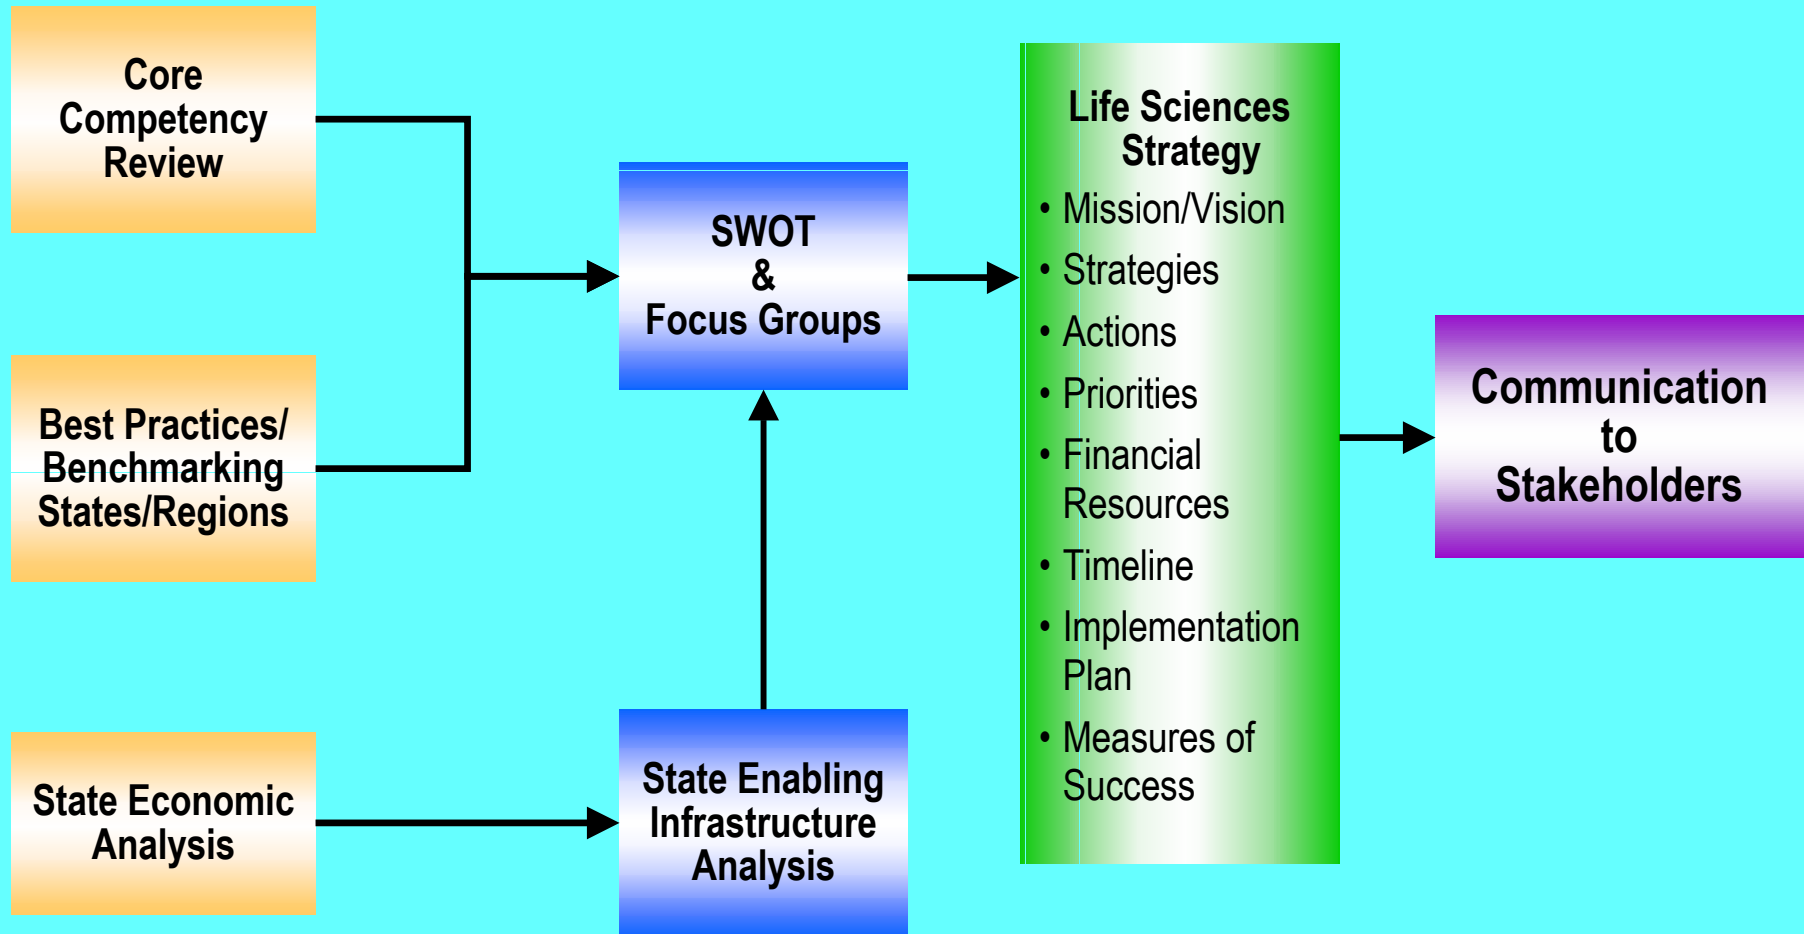 Core
Competency
Review
Best Practices/
Benchmarking
States/Regions
State Economic
Analysis
SWOT
&
Focus Groups
State Enabling
Infrastructure
Analysis
Life Sciences
Strategy
• Mission/Vision
• Strategies
• Actions
• Priorities
• Financial
Resources
• Timeline
• Implementation
Plan
• Measures of
Success
Communication
to
Stakeholders